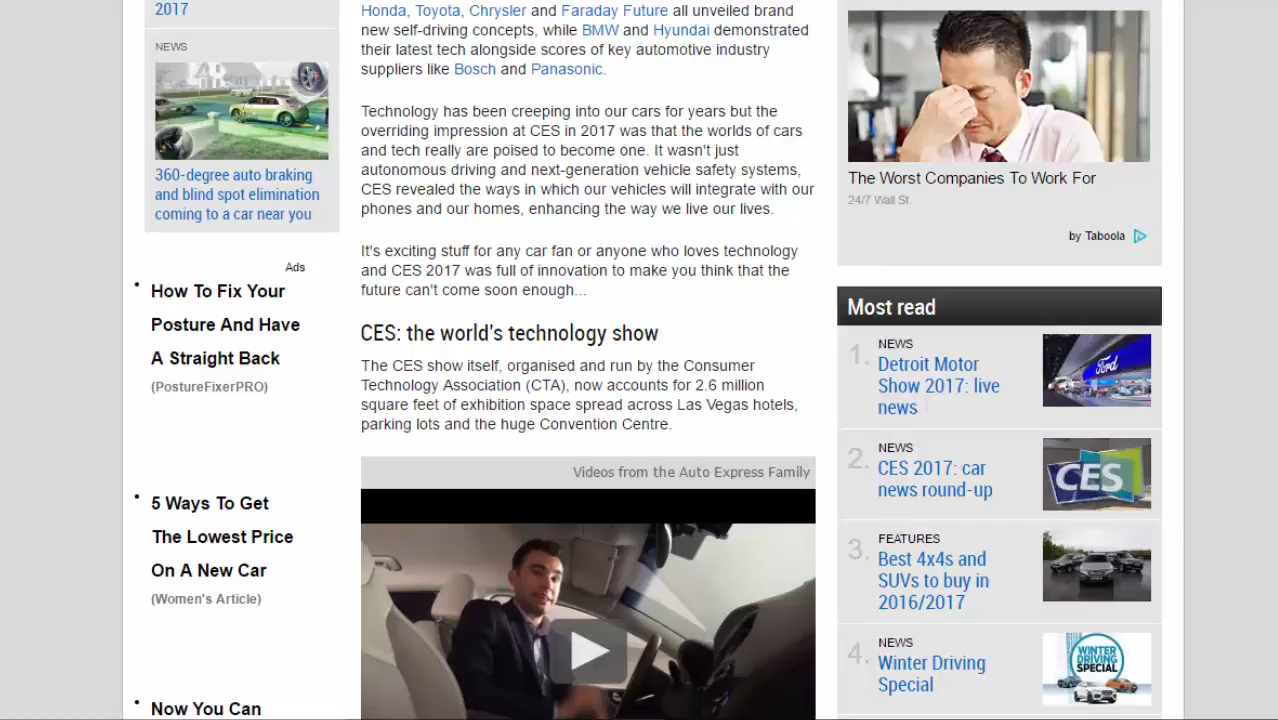 2017
NEWS
360-degree auto braking
and blind spot elimination
coming to a car near you
Ads
How To Fix Your
Posture And Have
A Straight Back
(PostureFixerPRO)
5 Ways To Get
The Lowest Price
On A New Car
(Women's Article)
Now You Can
Honda, Toyota, Chrysler and Faraday Future all unveiled brand
new self-driving concepts, while BMW and Hyundai demonstrated
their latest tech alongside scores of key automotive industry
suppliers like Bosch and Panasonic.
Technology has been creeping into our cars for years but the
overriding impression at CES in 2017 was that the worlds of cars
and tech really are poised to become one. It wasn't just
autonomous driving and next-generation vehicle safety systems,
CES revealed the ways in which our vehicles will integrate with our
phones and our homes, enhancing the way we live our lives.
It's exciting stuff for any car fan or anyone who loves technology
and CES 2017 was full of innovation to make you think that the
future can't come soon enough...
CES: the world's technology show
The CES show itself, organised and run by the Consumer
Technology Association (CTA), now accounts for 2.6 million
square feet of exhibition space spread across Las Vegas hotels,
parking lots and the huge Convention Centre.
Videos from the Auto Express Family
The Worst Companies To Work For
24/7 Wall St.
by Taboola
Most read
1.
NEWS
Detroit Motor
Show 2017: live
news
Ford
2.
NEWS
CES 2017: car
news round-up
CES
3.
FEATURES
Best 4x4s and
SUVs to buy in
2016/2017
4.
NEWS
Winter Driving
Special
WINTER
DRIVING
SPECIAL